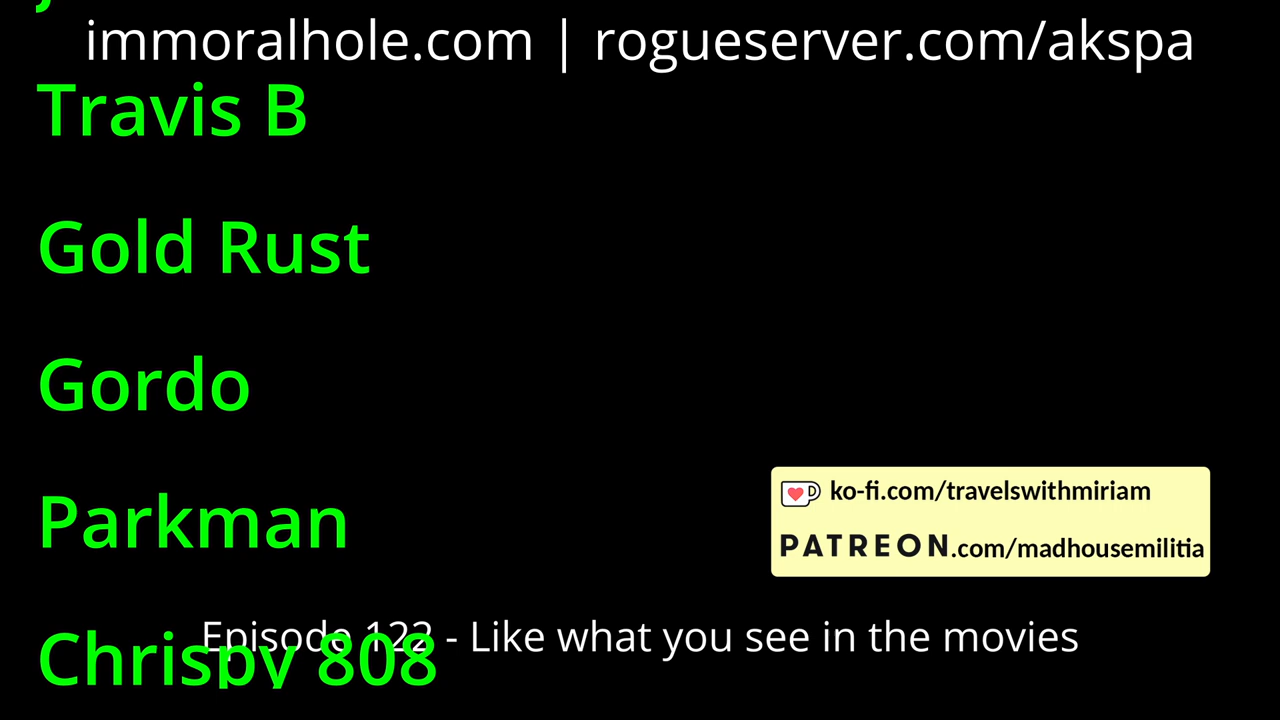 immoralhole.com | rogueserver.com/akspa
Travis B
Gold Rust
Gordo
Parkman
ko-fi.com/travelswithmiriam
PATREON.com/madhousemilitia
Episode 122 - Like what you see in the movies
Chrispy 808